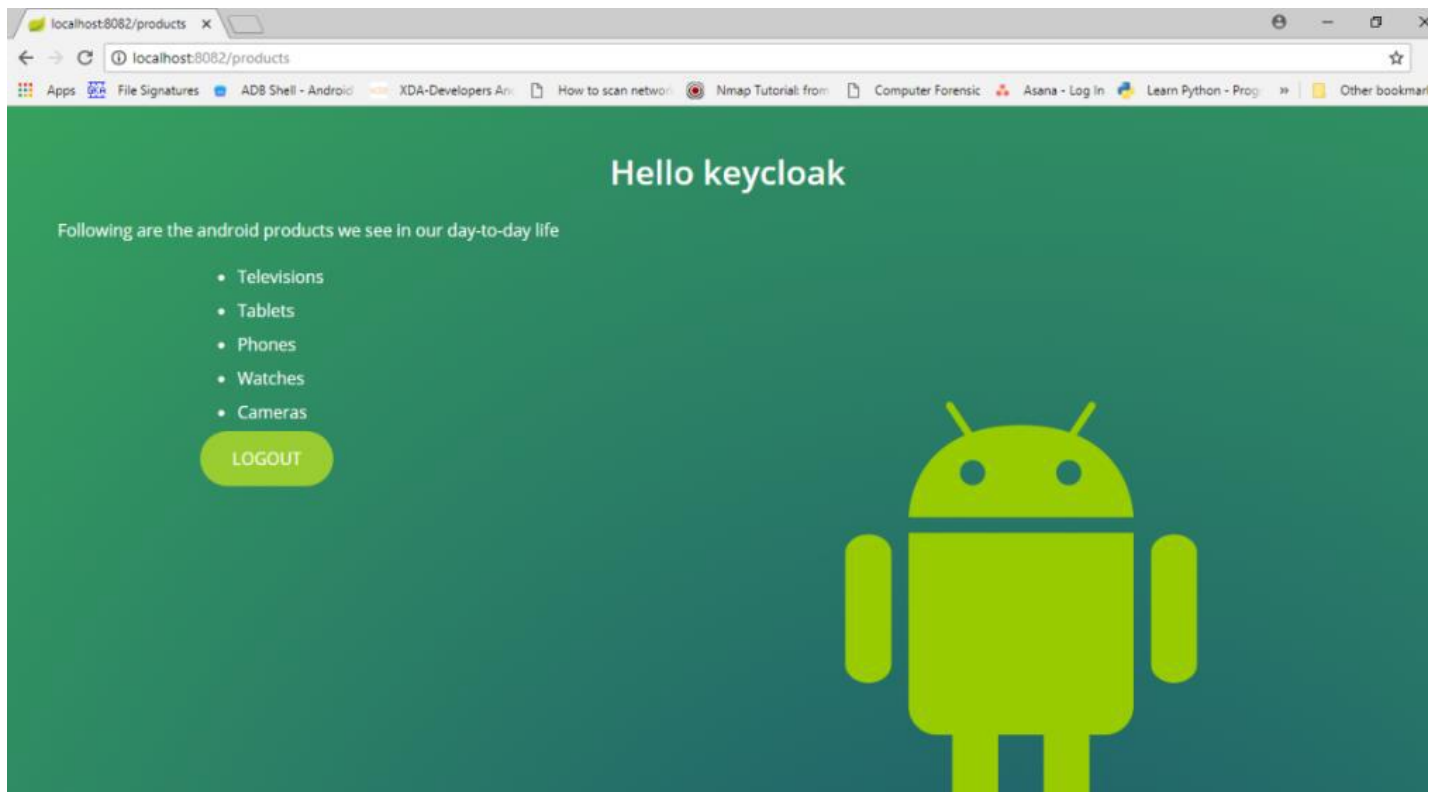 localhost:8082/products
localhost:8082/products
Apps File Signatures ADB Shell - Android XDA-Developers An How to scan networ Nmap Tutorial: from Computer Forensic Asana - Log In Learn Python - Prog Other bookmar
Hello keycloak
Following are the android products we see in our day-to-day life
Televisions
Tablets
Phones
Watches
Cameras
LOGOUT